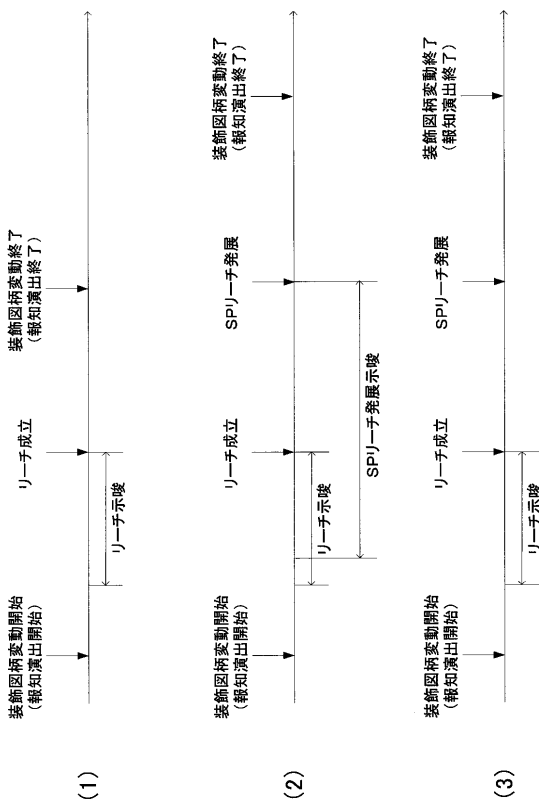 (1)
装飾図柄変動開始
(報知演出開始)
リーチ成立
装飾図柄変動終了
(報知演出終了)
リーチ示唆
(2)
装飾図柄変動開始
(報知演出開始)
リーチ成立
SPリーチ発展
装飾図柄変動終了
(報知演出終了)
リーチ示唆
SPリーチ発展示唆
(3)
装飾図柄変動開始
(報知演出開始)
リーチ成立
SPリーチ発展
装飾図柄変動終了
(報知演出終了)
リーチ示唆